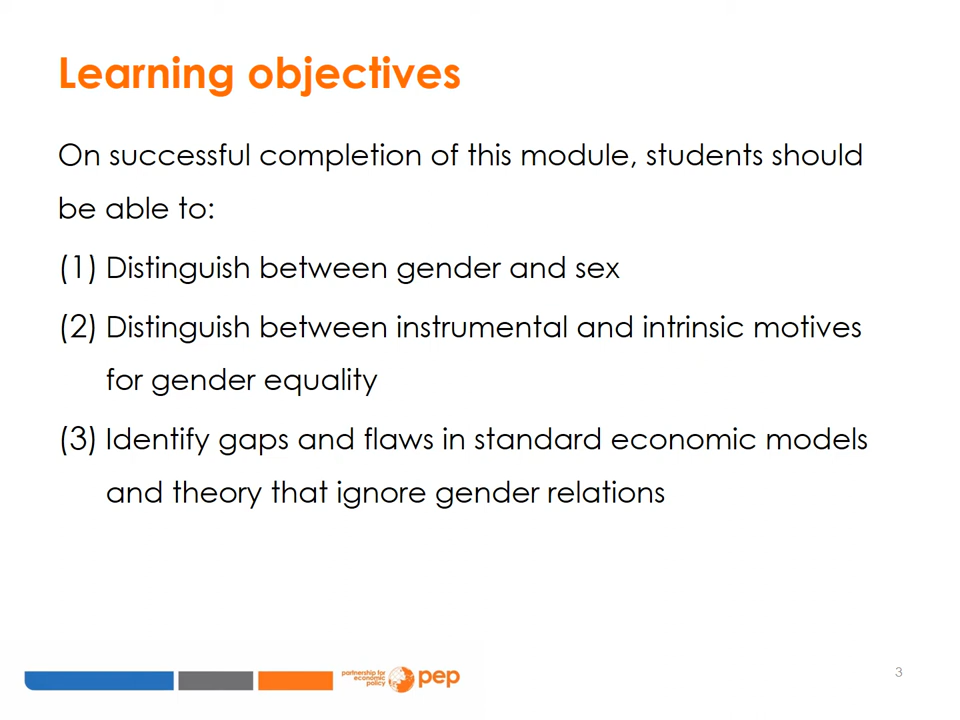 Learning objectives
On successful completion of this module, students should
be able to:
(1) Distinguish between gender and sex
(2) Distinguish between instrumental and intrinsic motives
for gender equality
(3) Identify gaps and flaws in standard economic models
and theory that ignore gender relations
partnership for
economic
policy
pep
3